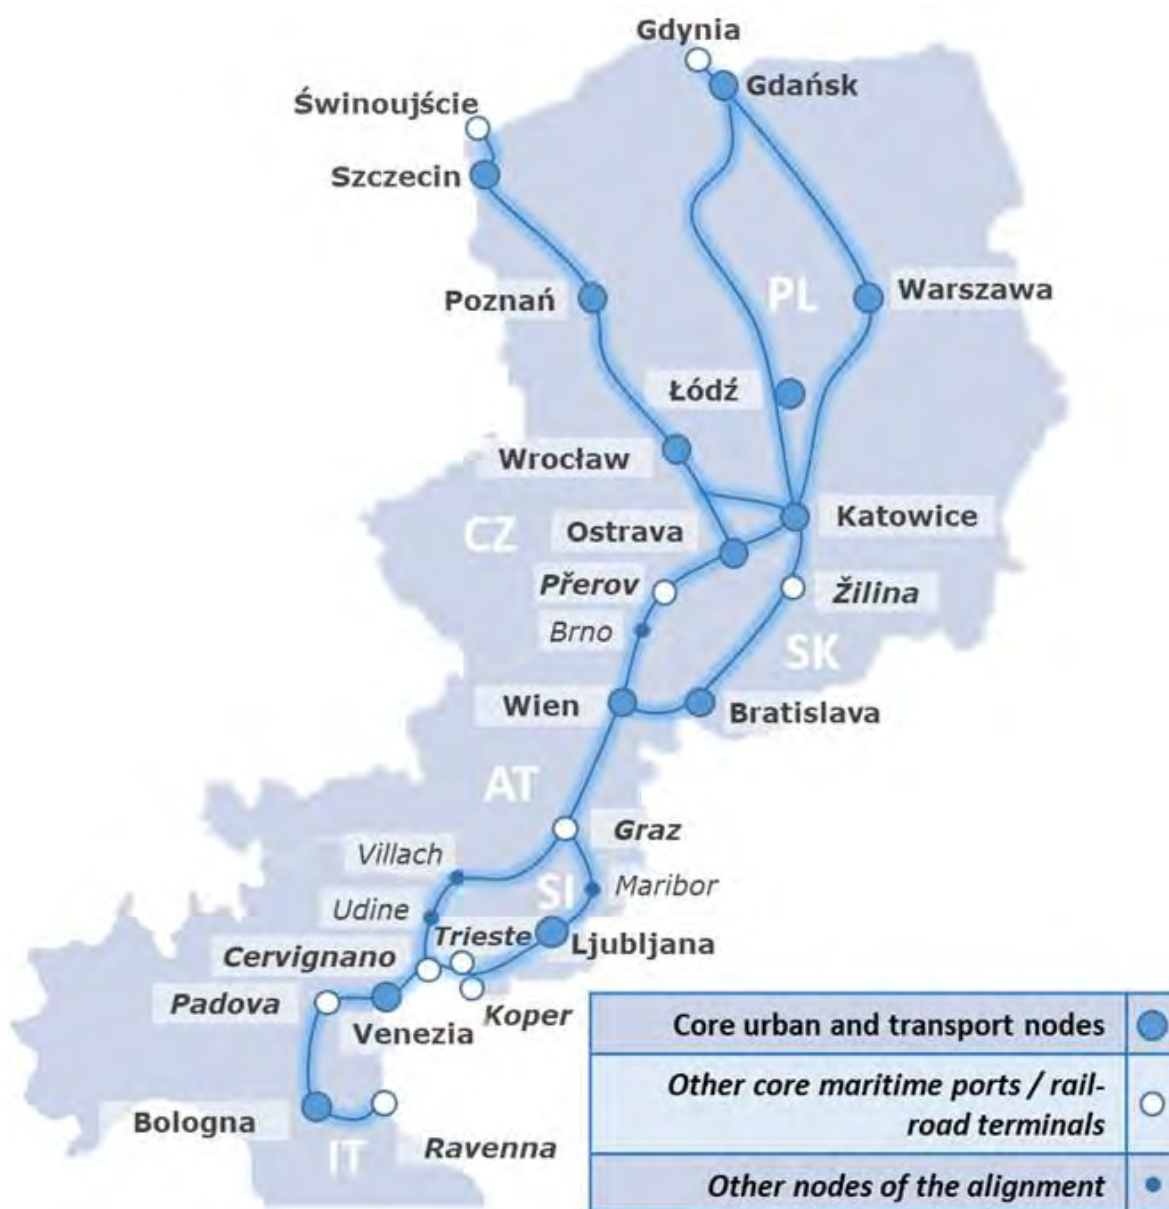 Gdynia
Gdańsk
Świnoujście
Szczecin
Poznań
PL
Warszawa
Łódź
Wrocław
Katowice
CZ
Ostrava
Přerov
Žilina
Brno
SK
Wien
Bratislava
AT
Graz
Villach
SI
Maribor
Udine
Trieste
Ljubljana
Cervignano
Padova
Koper
Venezia
Bologna
Ravenna
IT
Core urban and transport nodes
Other core maritime ports / rail-
road terminals
Other nodes of the alignment